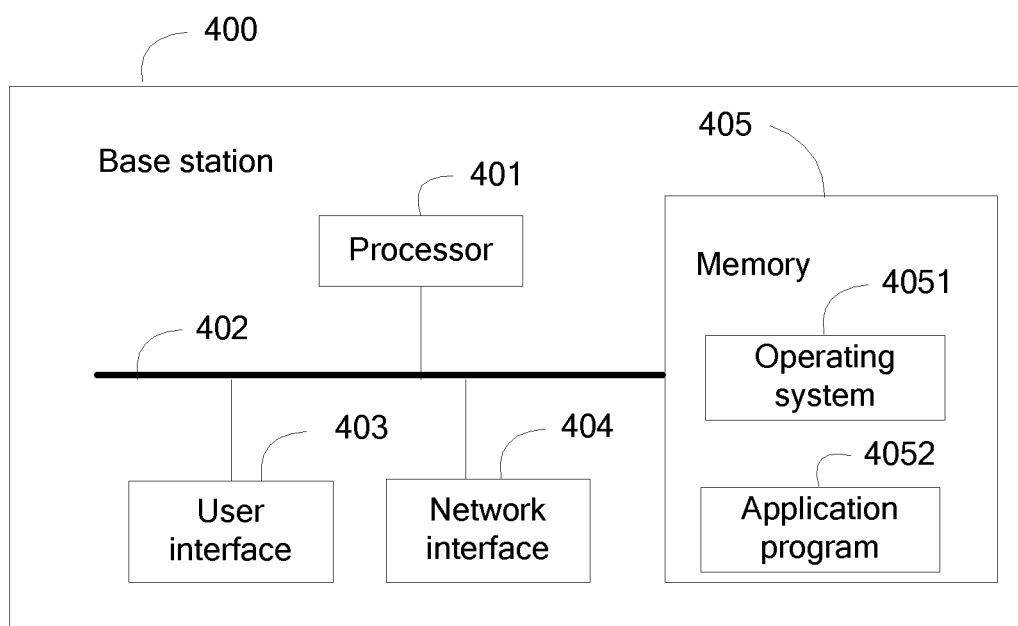 400
405
Base station
401
Processor
Memory
4051
402
Operating
system
403
404
4052
User
interface
Network
interface
Application
program